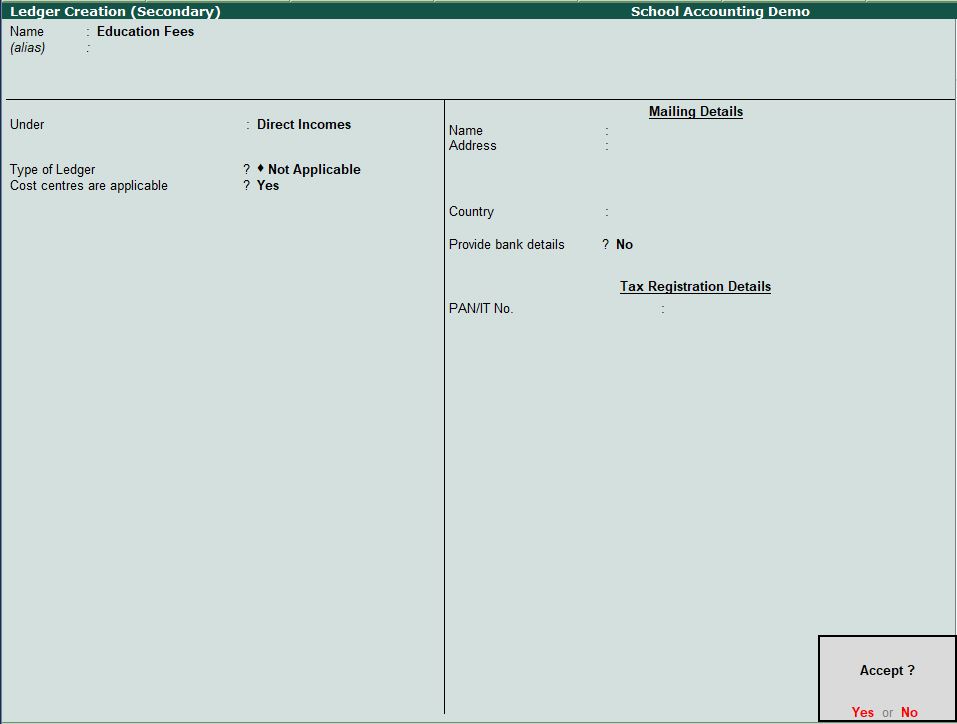 Ledger Creation (Secondary) School Accounting Demo
Name : Education Fees
(alias) :
Under : Direct Incomes
Type of Ledger ? ♦ Not Applicable
Cost centres are applicable ? Yes
Mailing Details
Name :
Address :
Country :
Provide bank details ? No
Tax Registration Details
PAN/IT No. :
Accept ?
Yes or No